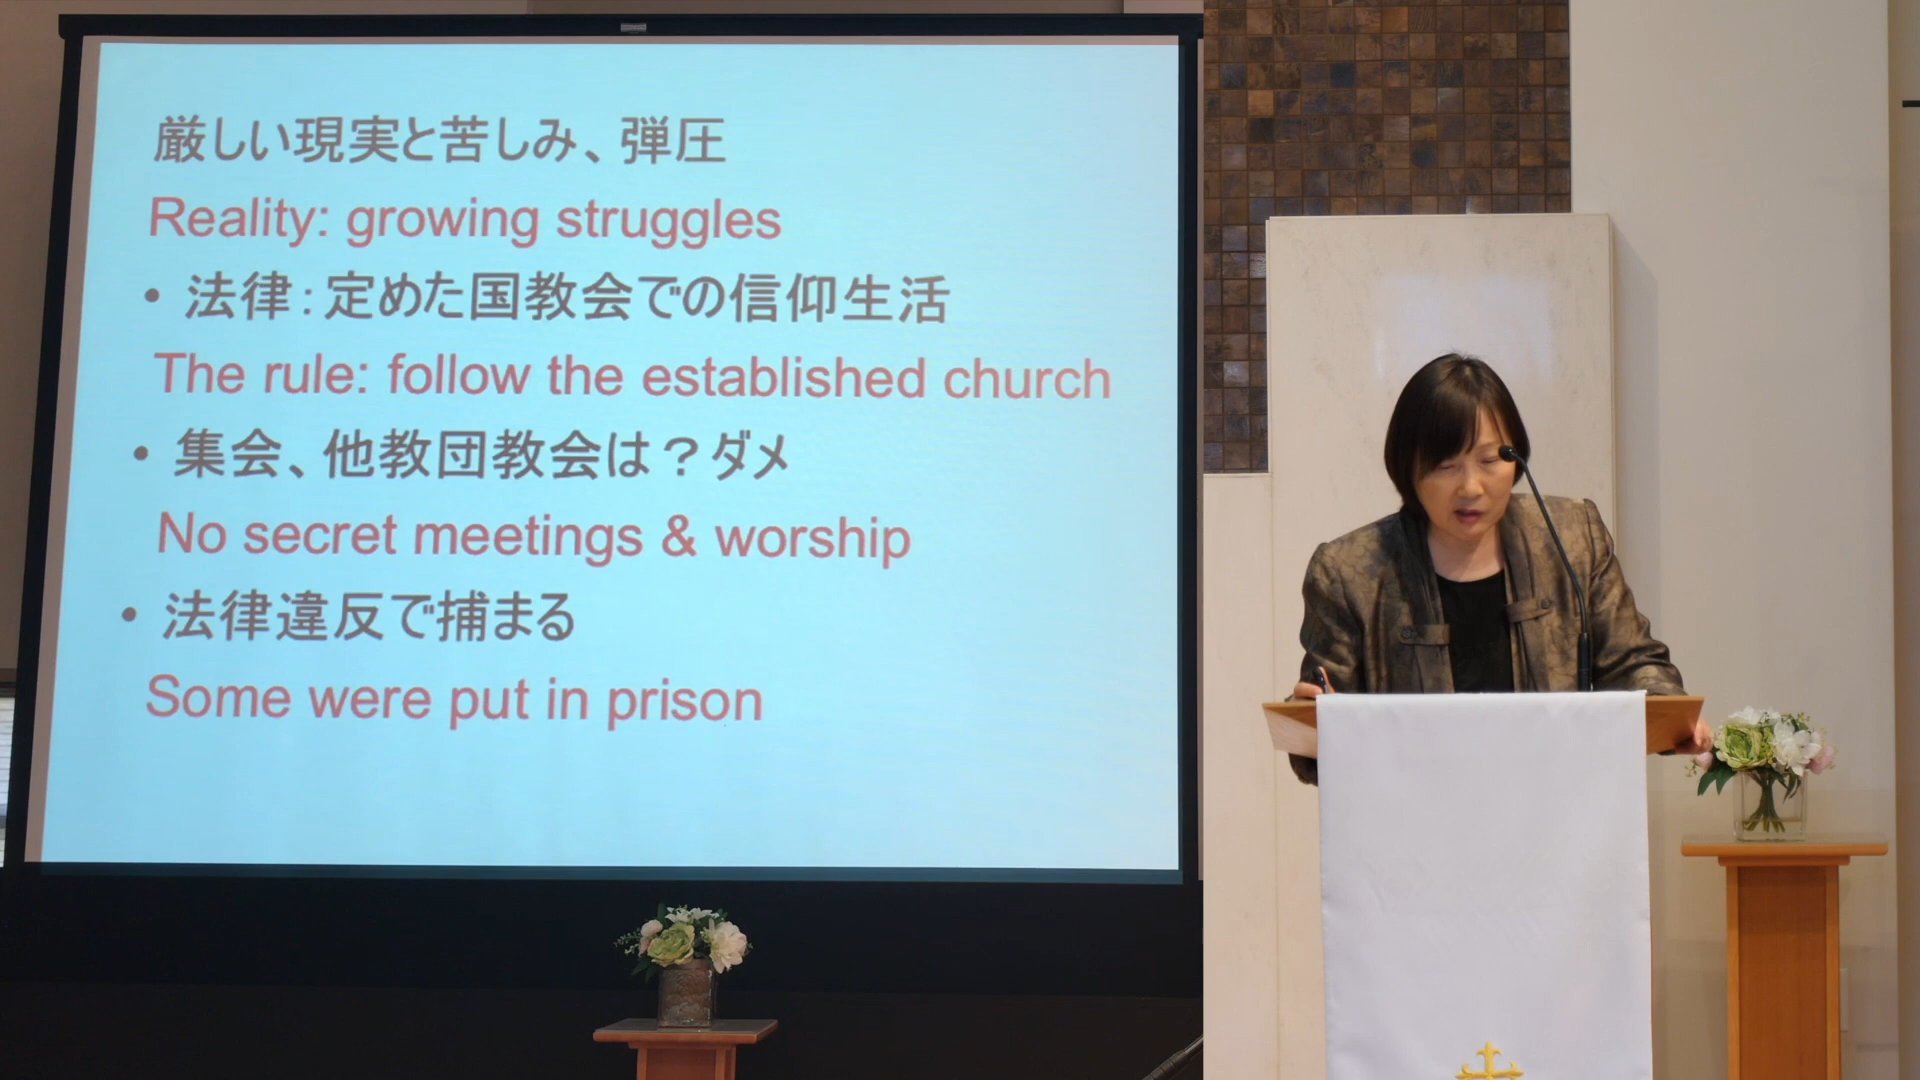 厳しい現実と苦しみ、弾圧
Reality: growing struggles
• 法律：定めた国教会での信仰生活
The rule: follow the established church
• 集会、他教団教会は？ダメ
No secret meetings & worship
• 法律違反で捕まる
Some were put in prison